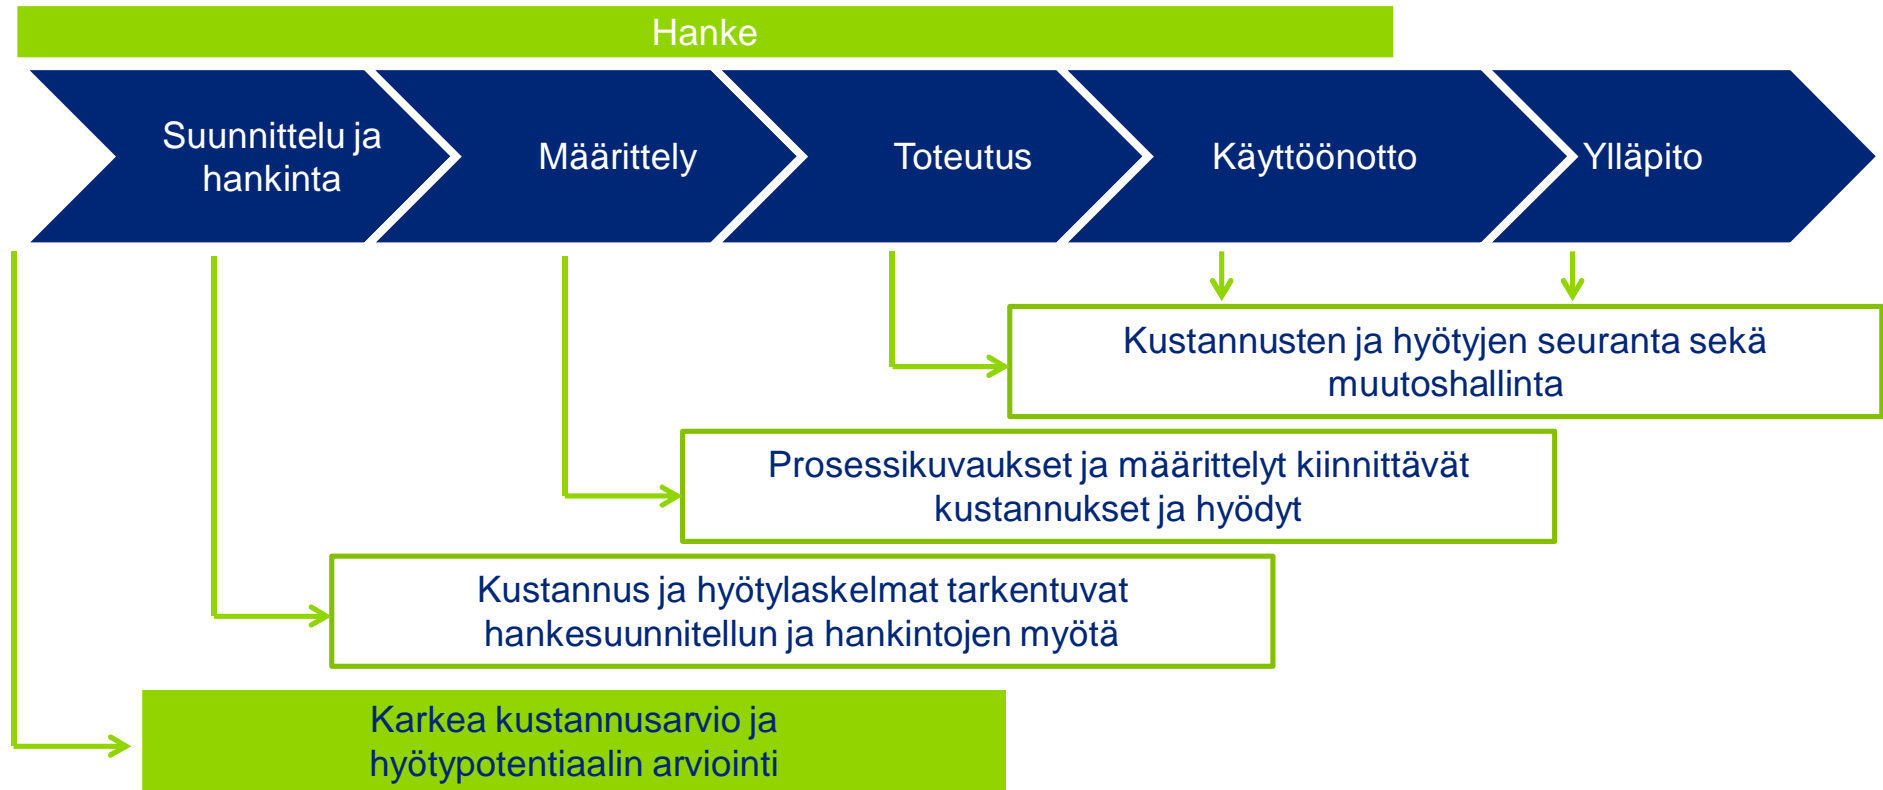 Hanke
Suunnittelu ja
hankinta
Määrittely
Toteutus
Käyttöönotto
Ylläpito
Kustannusten ja hyötyjen seuranta sekä
muutoshallinta
Prosessikuvaukset ja määrittelyt kiinnittävät
kustannukset ja hyödyt
Kustannus ja hyötylaskelmat tarkentuvat
hankesuunnitellun ja hankintojen myötä
Karkea kustannusarvio ja
hyötypotentiaalin arviointi